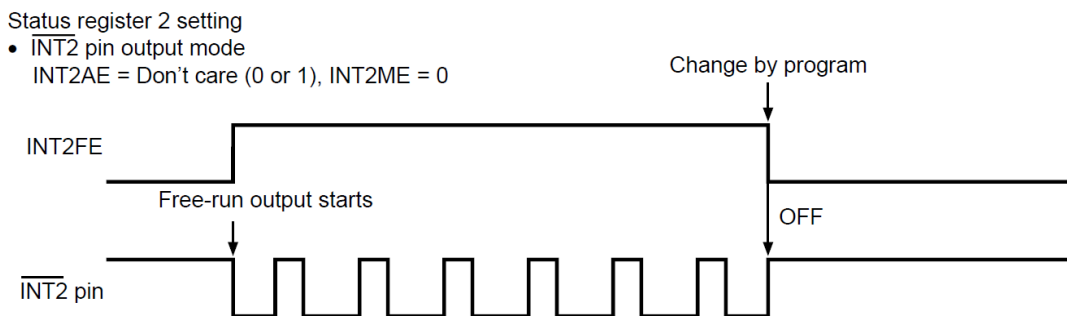 Status register 2 setting
• INT2 pin output mode
INT2AE = Don't care (0 or 1), INT2ME = 0
Change by program
INT2FE
Free-run output starts
OFF
INT2 pin